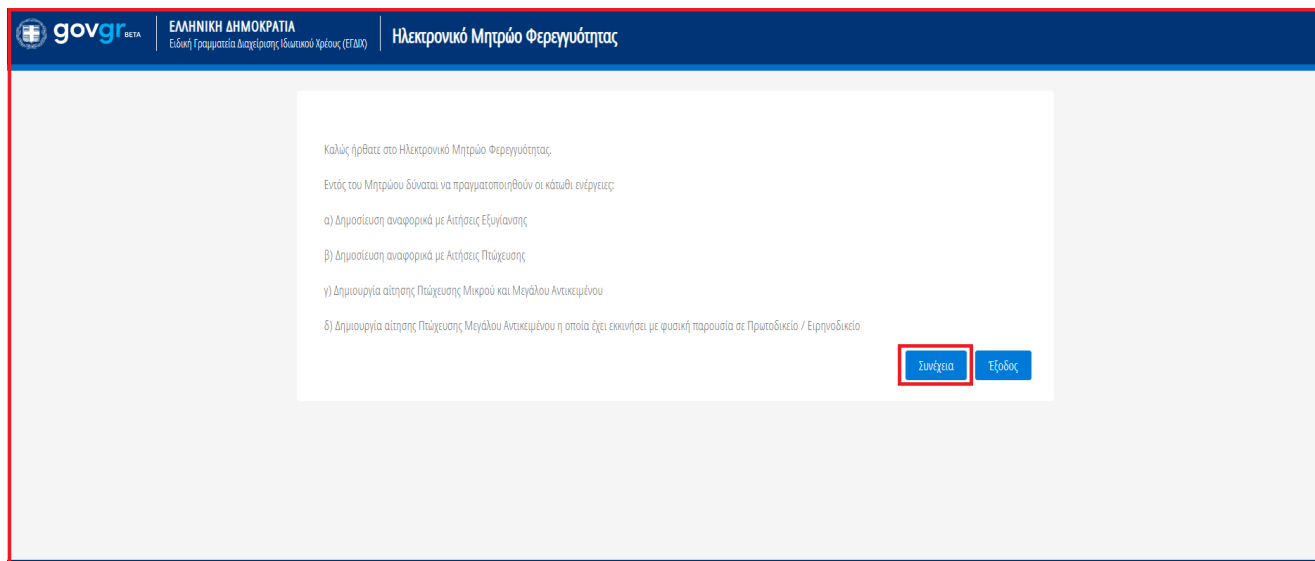 govgr BETA
ΕΛΛΗΝΙΚΗ ΔΗΜΟΚΡΑΤΙΑ
Ειδική Γραμματεία Διαχείρισης Ιδιωτικού Χρέους (ΕΓΔΙΧ)
Ηλεκτρονικό Μητρώο Φερεγγυότητας
Καλώς ήρθατε στο Ηλεκτρονικό Μητρώο Φερεγγυότητας.
Εντός του Μητρώου δύναται να πραγματοποιηθούν οι κάτωθι ενέργειες:
α) Δημοσίευση αναφορικά με Αιτήσεις Εξυγίανσης
β) Δημοσίευση αναφορικά με Αιτήσεις Πτώχευσης
γ) Δημιουργία αίτησης Πτώχευσης Μικρού και Μεγάλου Αντικειμένου
δ) Δημιουργία αίτησης Πτώχευσης Μεγάλου Αντικειμένου η οποία έχει εκκινήσει με φυσική παρουσία σε Πρωτοδικείο / Ειρηνοδικείο
Συνέχεια Έξοδος